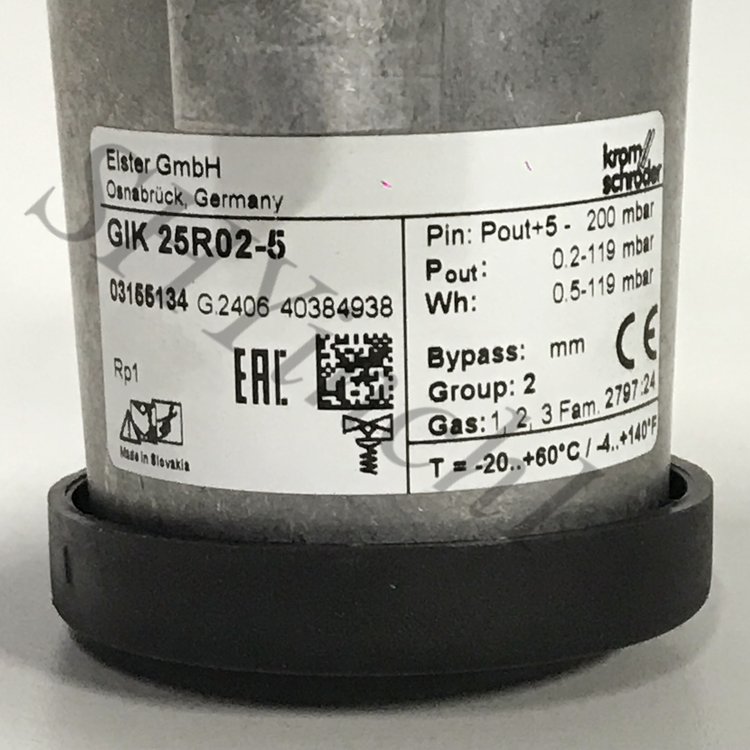 Elster GmbH
Osnabrück, Germany
krom
schroder
GIK 25R02-5
03155134 G.2406 40384938
Rp1
EAC
Made in Slovakia
Pin: Pout+5 - 200 mbar
Pout: 0.2-119 mbar
Wh: 0.5-119 mbar
Bypass: mm
CE
Group: 2
Gas: 1, 2, 3 Fam. 2797:24
T = -20..+60°C / -4..+140°F